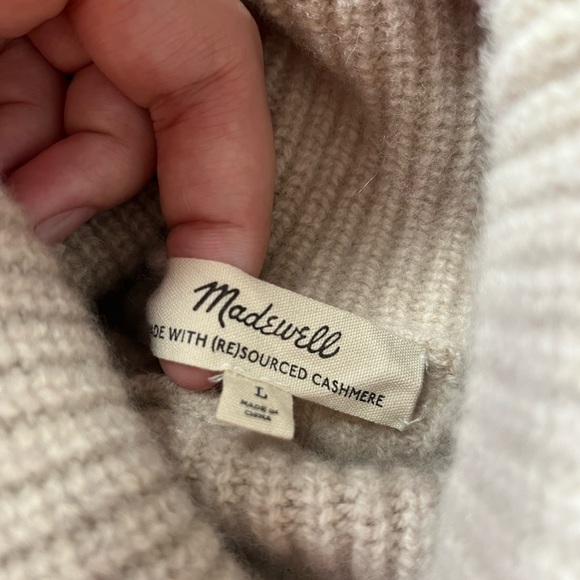 Madewell
ADE WITH (RE)SOURCED CASHMERE
L
MADE IN
CHINA